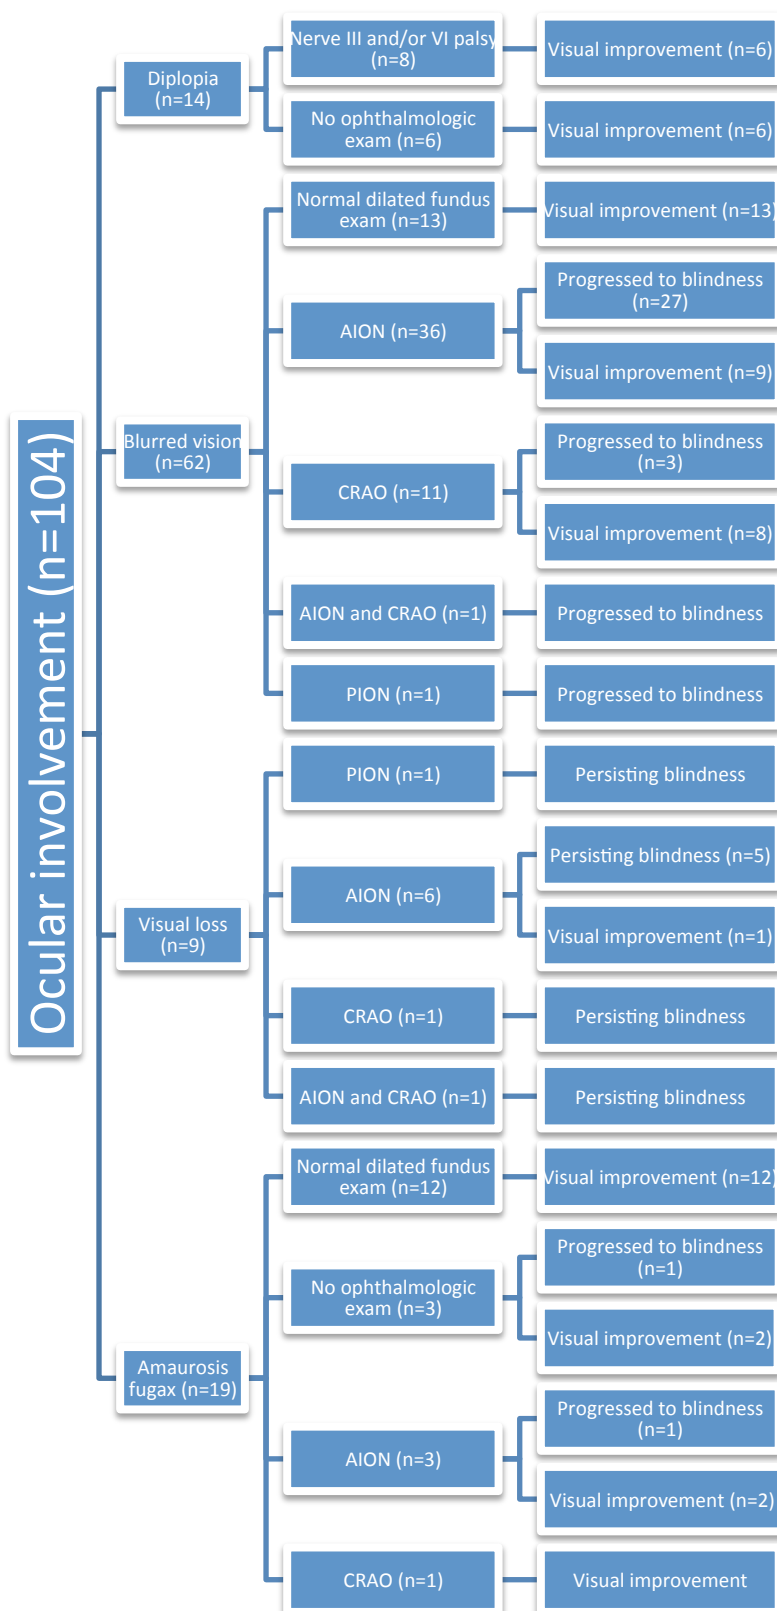 Ocular involvement (n=104)
Diplopia
(n=14)
Nerve III and/or VI palsy
(n=8)
Visual improvement (n=6)
No ophthalmologic
exam (n=6)
Visual improvement (n=6)
Blurred vision
(n=62)
Normal dilated fundus
exam (n=13)
Visual improvement (n=13)
AION (n=36)
Progressed to blindness
(n=27)
Visual improvement (n=9)
CRAO (n=11)
Progressed to blindness
(n=3)
Visual improvement (n=8)
AION and CRAO (n=1)
Progressed to blindness
PION (n=1)
Progressed to blindness
Visual loss
(n=9)
PION (n=1)
Persisting blindness
AION (n=6)
Persisting blindness (n=5)
Visual improvement (n=1)
CRAO (n=1)
Persisting blindness
AION and CRAO (n=1)
Persisting blindness
Amaurosis
fugax (n=19)
Normal dilated fundus
exam (n=12)
Visual improvement (n=12)
No ophthalmologic
exam (n=3)
Progressed to blindness
(n=1)
Visual improvement (n=2)
AION (n=3)
Progressed to blindness
(n=1)
Visual improvement (n=2)
CRAO (n=1)
Visual improvement